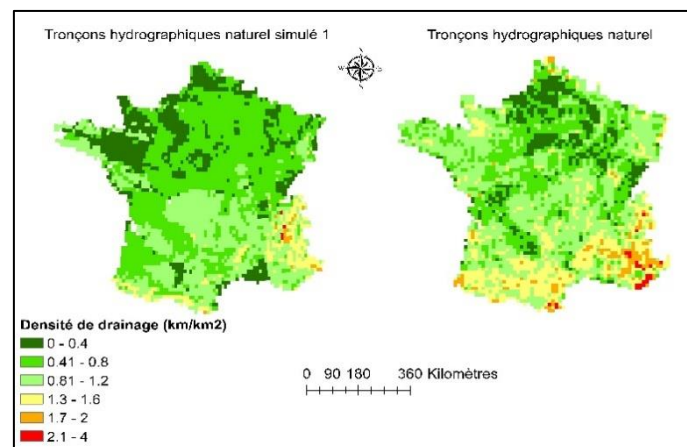 Tronçons hydrographiques naturel simulé 1
Tronçons hydrographiques naturel
Densité de drainage (km/km2)
0 - 0.4
0.41 - 0.8
0.81 - 1.2
1.3 - 1.6
1.7 - 2
2.1 - 4
0 90 180 360 Kilomètres